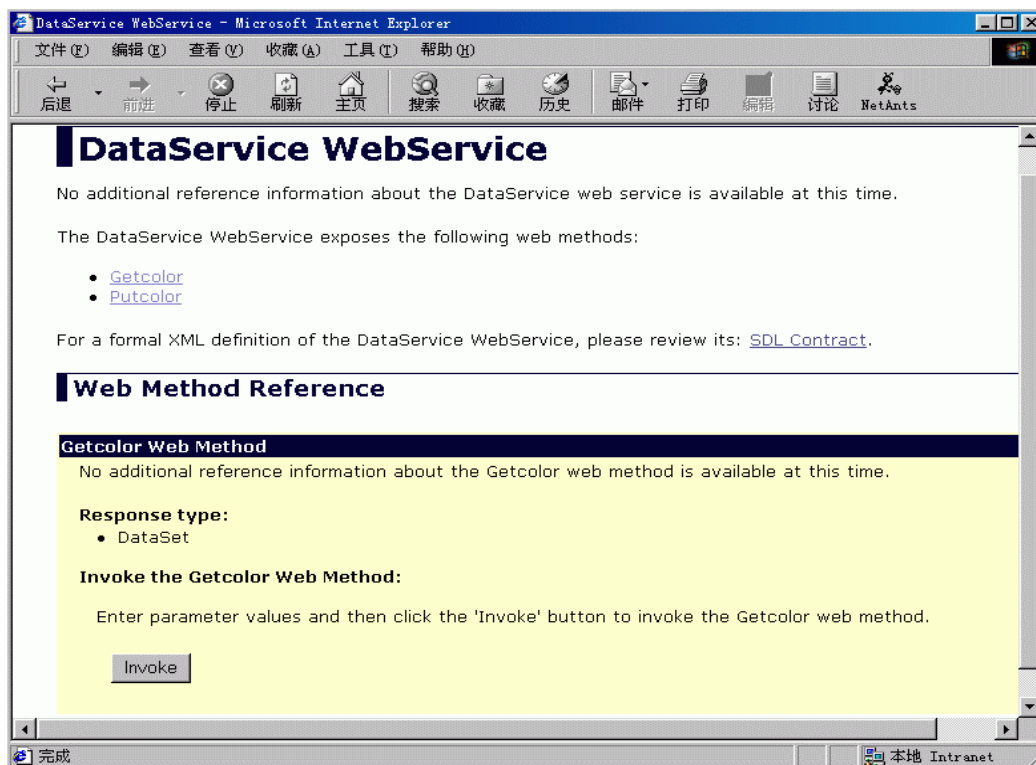 DataService WebService - Microsoft Internet Explorer
文件(F) 编辑(E) 查看(V) 收藏(A) 工具(T) 帮助(H)
后退 前进 停止 刷新 主页 搜索 收藏 历史 邮件 打印 编辑 讨论 NetAnts
DataService WebService
No additional reference information about the DataService web service is available at this time.
The DataService WebService exposes the following web methods:
• Getcolor
• Putcolor
For a formal XML definition of the DataService WebService, please review its: SDL Contract.
Web Method Reference
Getcolor Web Method
No additional reference information about the Getcolor web method is available at this time.
Response type:
• DataSet
Invoke the Getcolor Web Method:
Enter parameter values and then click the 'Invoke' button to invoke the Getcolor web method.
Invoke
完成 本地 Intranet